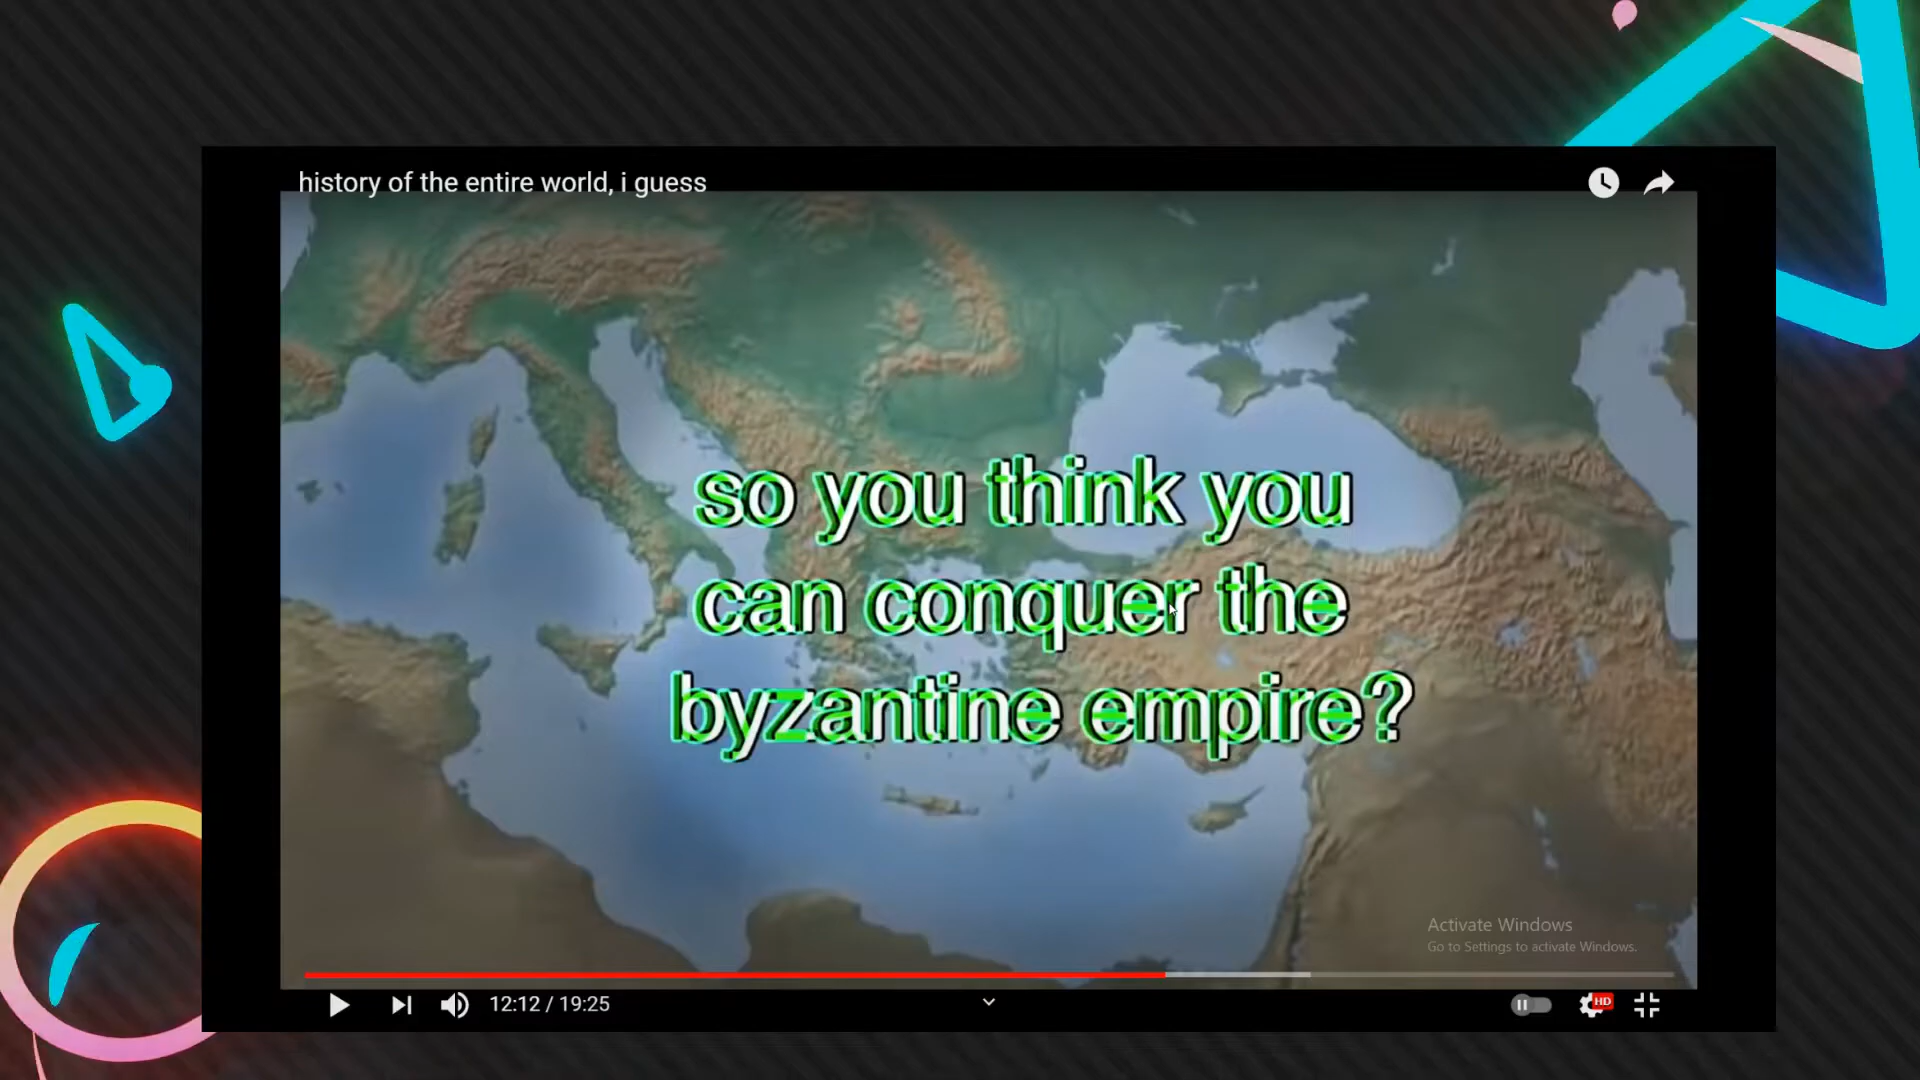 history of the entire world, i guess
so you think you
can conquer the
byzantine empire?
Activate Windows
Go to Settings to activate Windows.
12:12 / 19:25
HD